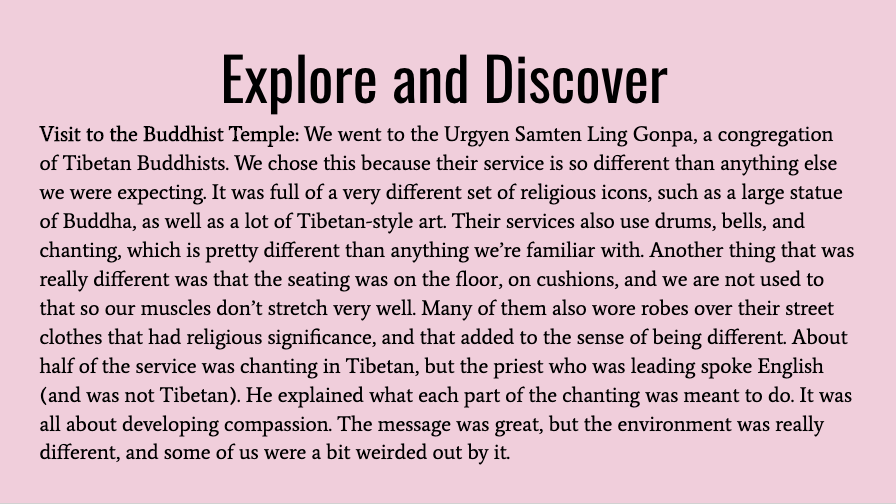 Explore and Discover
Visit to the Buddhist Temple: We went to the Urgyen Samten Ling Gonpa, a congregation
of Tibetan Buddhists. We chose this because their service is so different than anything else
we were expecting. It was full of a very different set of religious icons, such as a large statue
of Buddha, as well as a lot of Tibetan-style art. Their services also use drums, bells, and
chanting, which is pretty different than anything we’re familiar with. Another thing that was
really different was that the seating was on the floor, on cushions, and we are not used to
that so our muscles don’t stretch very well. Many of them also wore robes over their street
clothes that had religious significance, and that added to the sense of being different. About
half of the service was chanting in Tibetan, but the priest who was leading spoke English
(and was not Tibetan). He explained what each part of the chanting was meant to do. It was
all about developing compassion. The message was great, but the environment was really
different, and some of us were a bit weirded out by it.